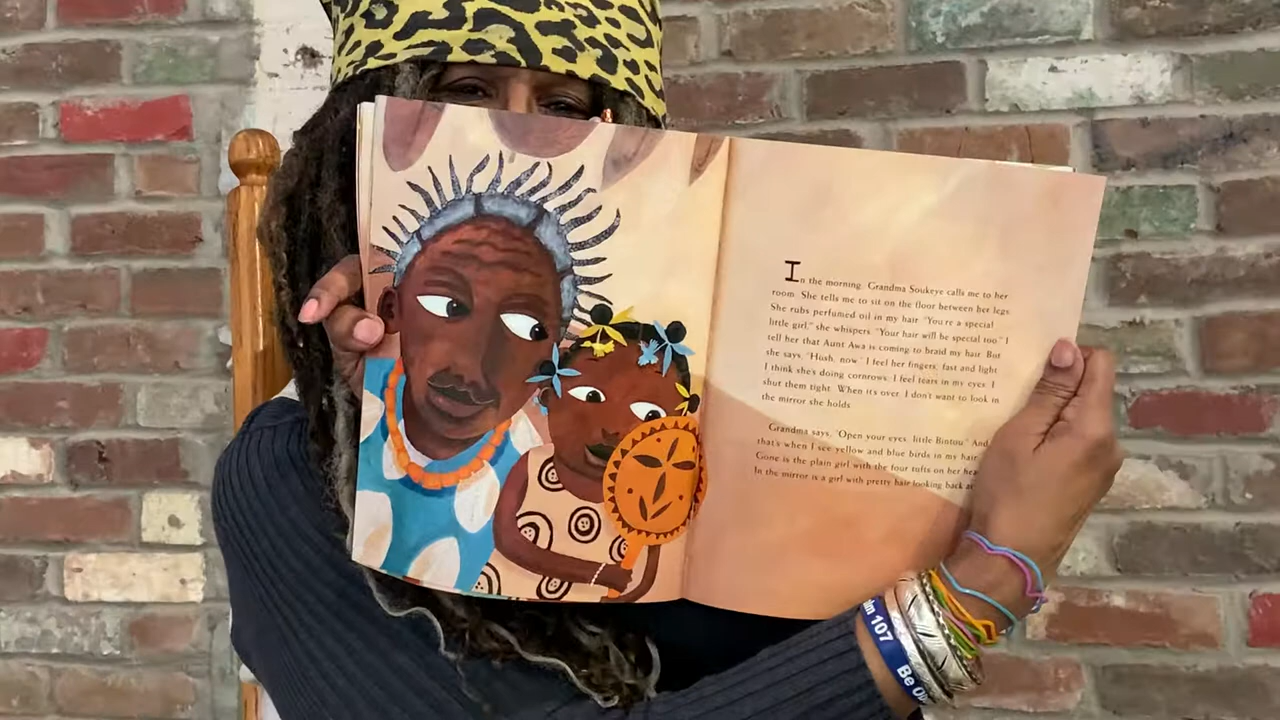 In the morning, Grandma Soukeye calls me to her
room. She tells me to sit on the floor between her legs.
She rubs perfumed oil in my hair. "You're a special
little girl," she whispers. "Your hair will be special too." I
tell her that Aunt Awa is coming to braid my hair. But
she says, "Hush, now." I feel her fingers, fast and light.
I think she's doing cornrows. I feel tears in my eyes. I
shut them tight. When it's over, I don't want to look in
the mirror she holds.
Grandma says, "Open your eyes, little Bintou." And
that's when I see yellow and blue birds in my hair.
Gone is the plain girl with the four tufts on her
In the mirror is a girl with pretty hair looking back
107
Be